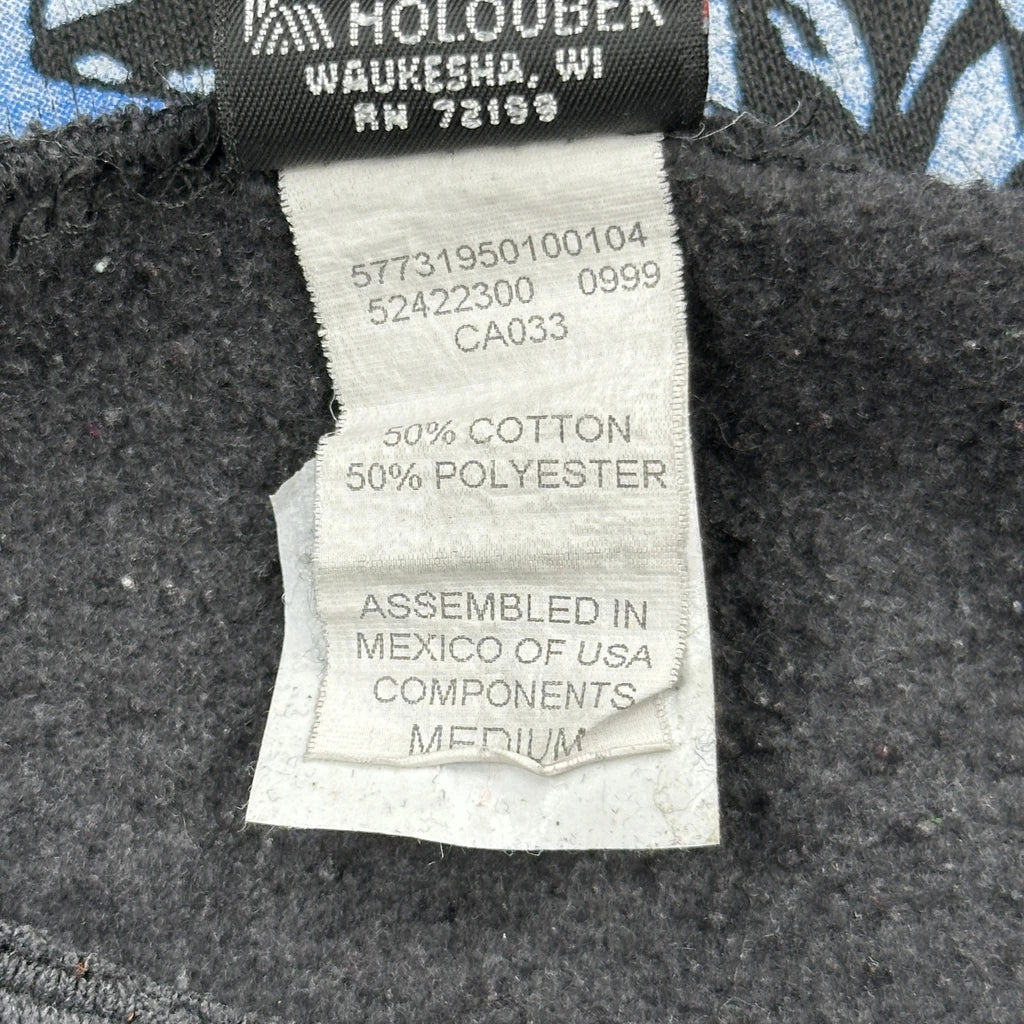 HOLOUBEK
WAUKESHA, WI
RN 72199
57731950100104
52422300 0999
CA033
50% COTTON
50% POLYESTER
ASSEMBLED IN
MEXICO OF USA
COMPONENTS
MEDIUM